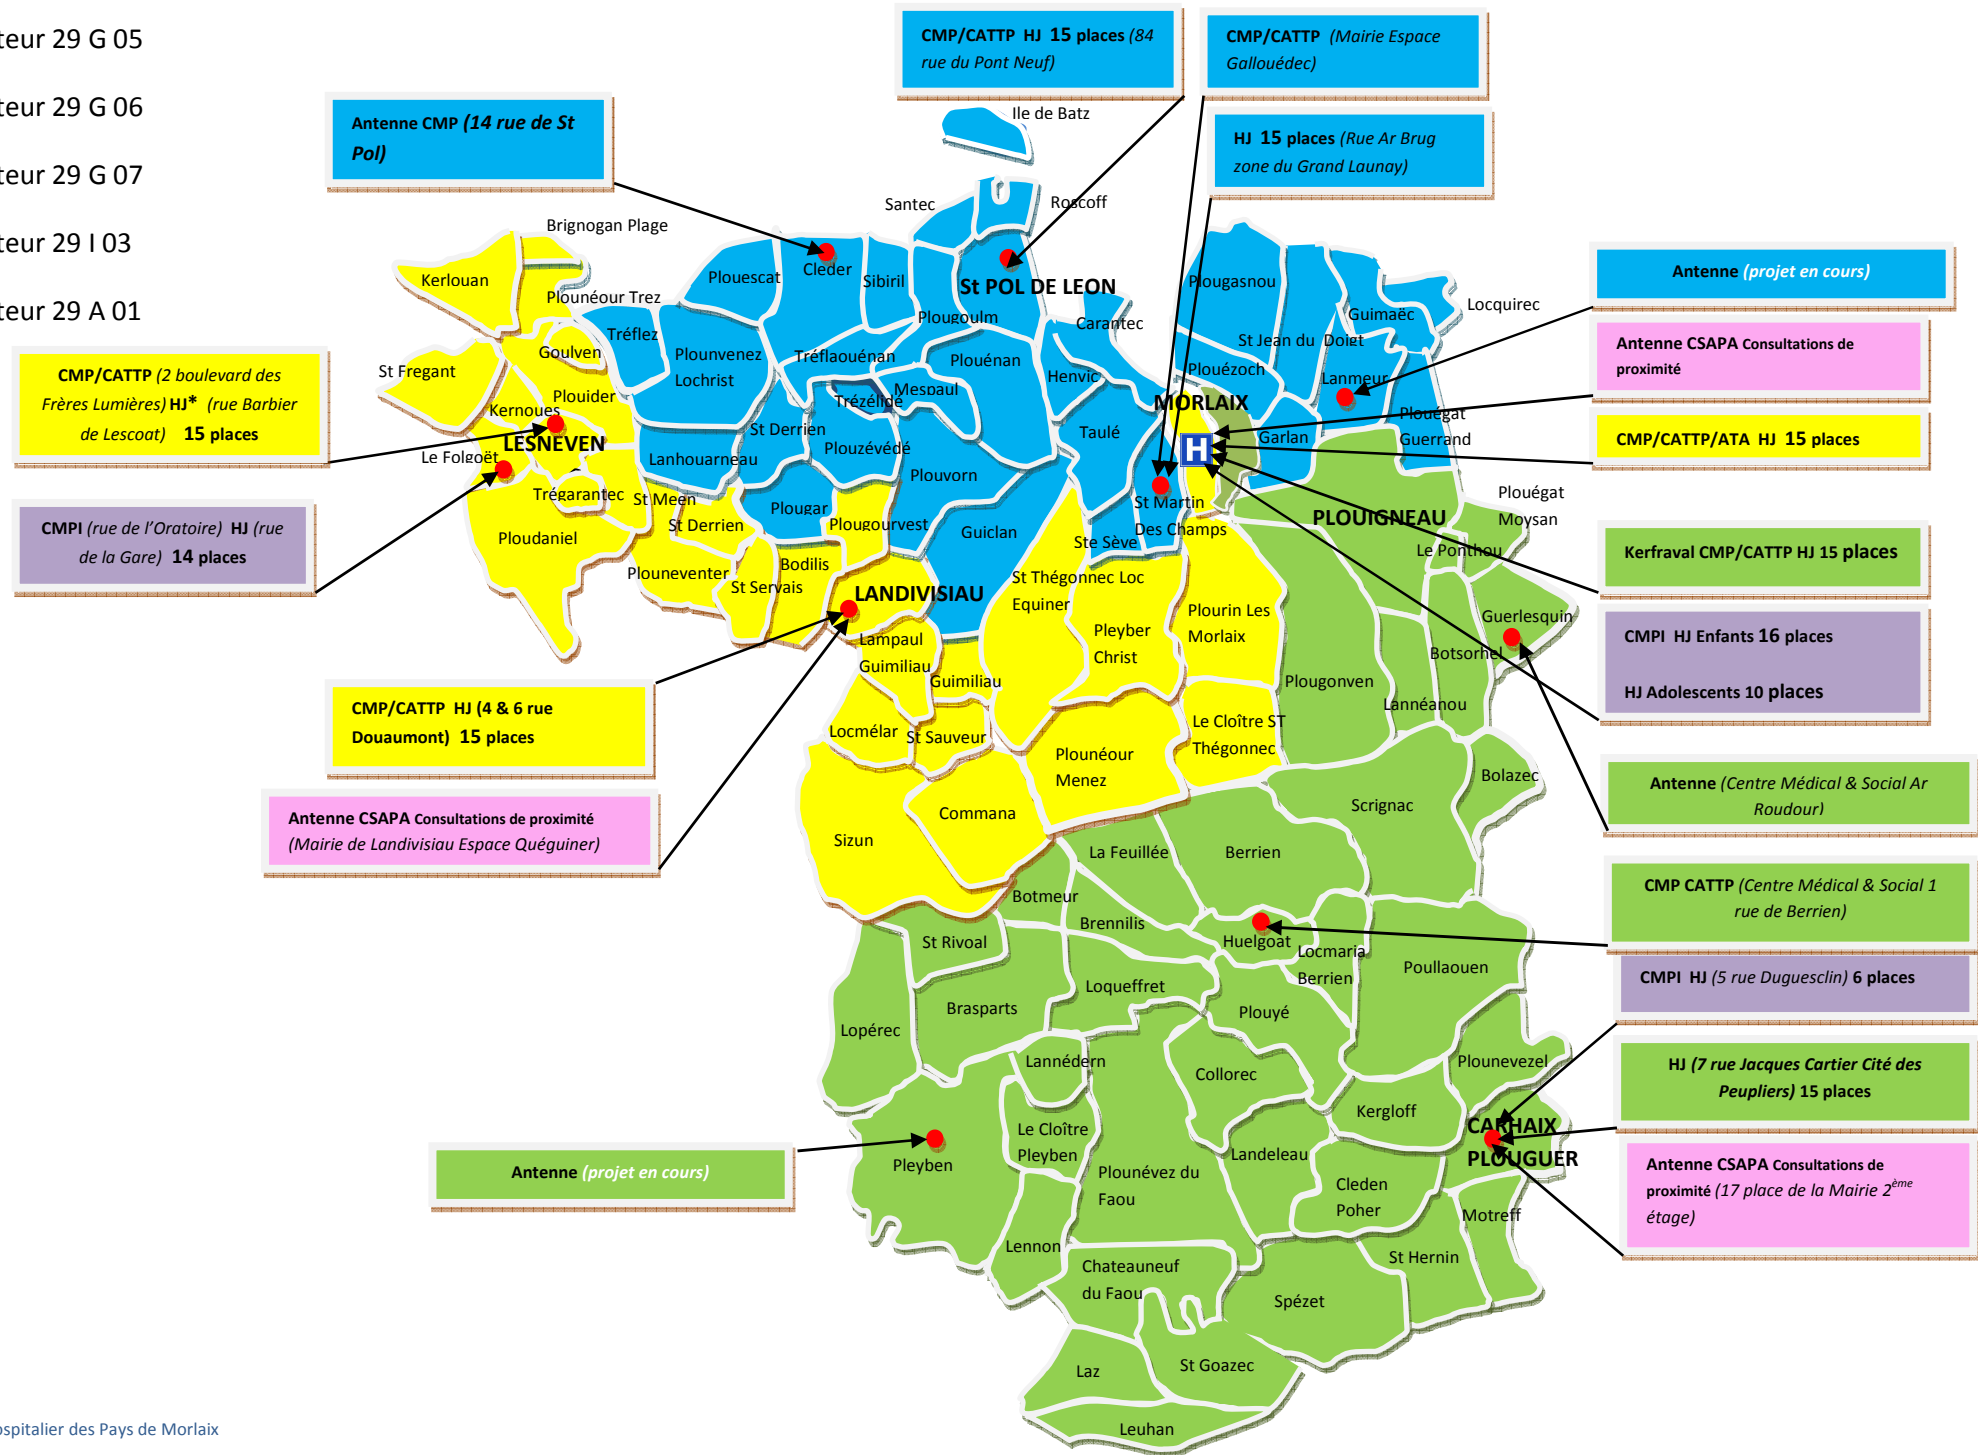 teur 29 G 05
teur 29 G 06
teur 29 G 07
teur 29 I 03
teur 29 A 01
CMP/CATTP HJ 15 places (84
rue du Pont Neuf)
CMP/CATTP (Mairie Espace
Gallouédec)
Antenne CMP (14 rue de St
Pol)
HJ 15 places (Rue Ar Brug
zone du Grand Launay)
Antenne (projet en cours)
Antenne CSAPA Consultations de
proximité
CMP/CATTP/ATA HJ 15 places
CMP/CATTP (2 boulevard des
Frères Lumières) HJ* (rue Barbier
de Lescoat) 15 places
CMPI (rue de l'Oratoire) HJ (rue
de la Gare) 14 places
Kerfraval CMP/CATTP HJ 15 places
CMPI HJ Enfants 16 places
HJ Adolescents 10 places
CMP/CATTP HJ (4 & 6 rue
Douaumont) 15 places
Antenne CSAPA Consultations de proximité
(Mairie de Landivisiau Espace Quéguiner)
Antenne (Centre Médical & Social Ar
Roudour)
CMP CATTP (Centre Médical & Social 1
rue de Berrien)
CMPI HJ (5 rue Duguesclin) 6 places
HJ (7 rue Jacques Cartier Cité des
Peupliers) 15 places
Antenne CSAPA Consultations de
proximité (17 place de la Mairie 2ème
étage)
Antenne (projet en cours)
Ile de Batz
Santec
Roscoff
Brignogan Plage
Kerlouan
Plouescat
Cleder
Sibiril
St POL DE LEON
Plounéour Trez
Plougoulm
Carantec
Plougasnou
Guimaëc
Locquirec
Tréflez
Goulven
Plounvenez
Lochrist
Tréflaouénan
Plouénan
Henvic
St Jean du Doigt
Plouézoch
Lanmeur
St Fregant
Plouider
Kernoues
Mespaul
Trézélidé
MORLAIX
H
Plouégat
Guerrand
Garlan
LESNEVEN
Le Folgoët
St Derrien
Plouzévédé
Taulé
Lanhouarneau
Plouvorn
Trégarantec
St Meen
St Derrien
Plougar
Plougourvest
Guiclan
St Martin
Des Champs
Ste Sève
PLOUIGNEAU
Plouégat
Moysan
Le Ponthou
Ploudaniel
Plouneventer
St Servais
Bodilis
LANDIVISIAU
St Thégonnec Loc
Equiner
Plourin Les
Morlaix
Pleyber
Christ
Guerlesquin
Botsorhel
Lampaul
Guimiliau
Guimiliau
Plougonven
Lannéanou
Locmélar
St Sauveur
Le Cloître ST
Thégonnec
Plounéour
Menez
Bolazec
Scrignac
Commana
Sizun
La Feuillée
Berrien
Botmeur
Brennilis
St Rivoal
Huelgoat
Locmaria
Berrien
Poullaouen
Loqueffret
Brasparts
Plouyé
Lopérec
Lannédern
Collorec
Plounevezel
Kergloff
CARHAIX
PLOUGUER
Le Cloître
Pleyben
Pleyben
Plounévez du
Faou
Landeleau
Cleden
Poher
Motreff
Lennon
St Hernin
Chateauneuf
du Faou
Spézet
Laz
St Goazec
Leuhan
ospitalier des Pays de Morlaix